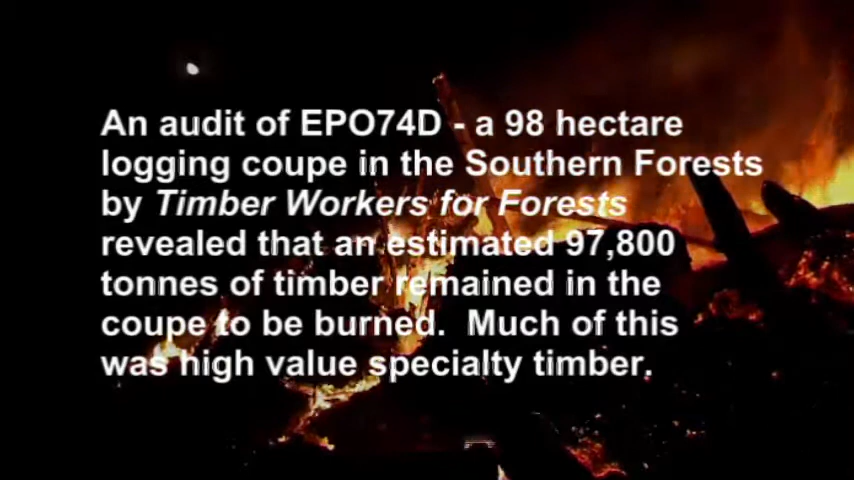 An audit of EPO74D - a 98 hectare
logging coupe in the Southern Forests
by Timber Workers for Forests
revealed that an estimated 97,800
tonnes of timber remained in the
coupe to be burned.  Much of this
was high value specialty timber.